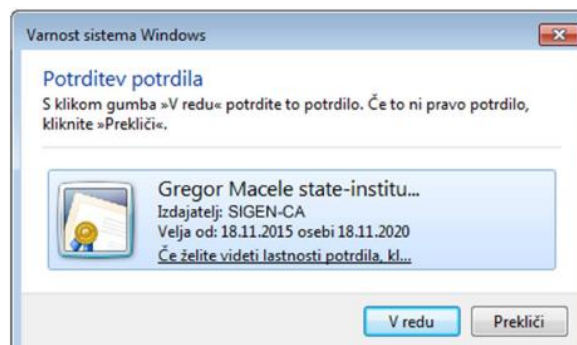 Varnost sistema Windows
Potrditev potrdila
S klikom gumba »V redu« potrdite to potrdilo. Če to ni pravo potrdilo,
kliknite »Prekliči«.
Gregor Macele state-institu...
Izdajatelj: SIGEN-CA
Velja od: 18.11.2015 osebi 18.11.2020
Če želite videti lastnosti potrdila, kl...
V redu
Prekliči